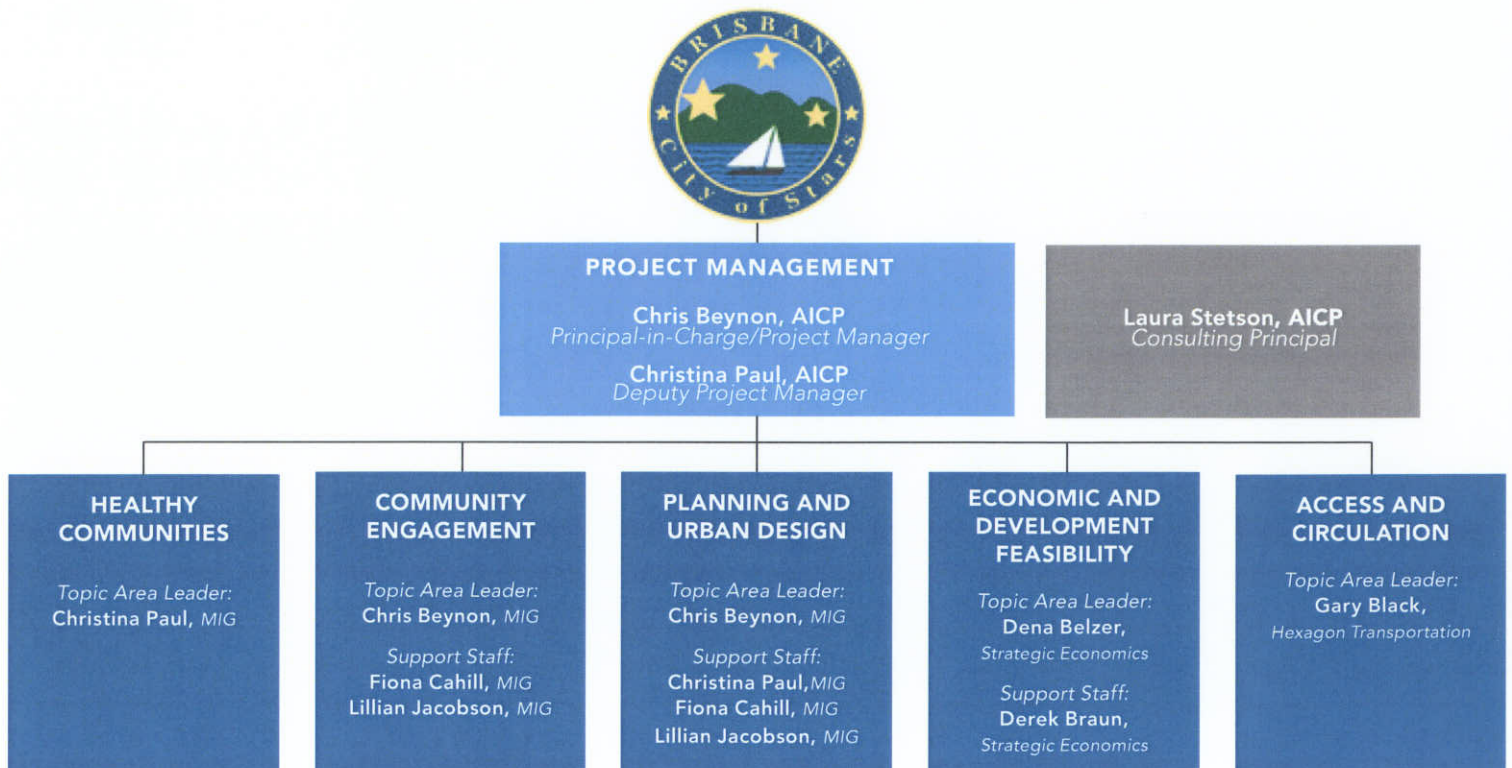 BRISBANE
City of Stars
PROJECT MANAGEMENT
Chris Beynon, AICP
Principal-in-Charge/Project Manager
Christina Paul, AICP
Deputy Project Manager
Laura Stetson, AICP
Consulting Principal
HEALTHY
COMMUNITIES
Topic Area Leader:
Christina Paul, MIG
COMMUNITY
ENGAGEMENT
Topic Area Leader:
Chris Beynon, MIG
Support Staff:
Fiona Cahill, MIG
Lillian Jacobson, MIG
PLANNING AND
URBAN DESIGN
Topic Area Leader:
Chris Beynon, MIG
Support Staff:
Christina Paul,MIG
Fiona Cahill, MIG
Lillian Jacobson, MIG
ECONOMIC AND
DEVELOPMENT
FEASIBILITY
Topic Area Leader:
Dena Belzer,
Strategic Economics
Support Staff:
Derek Braun,
Strategic Economics
ACCESS AND
CIRCULATION
Topic Area Leader:
Gary Black,
Hexagon Transportation